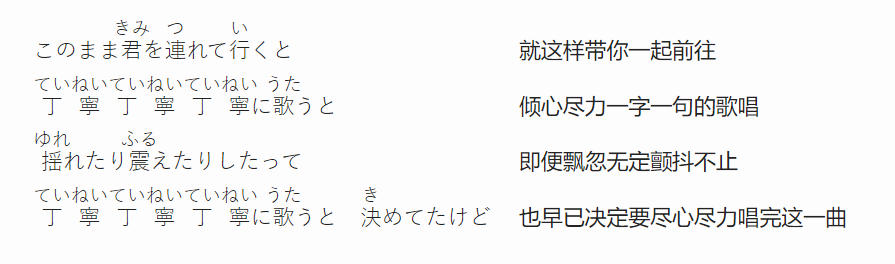 きみ つ い
このまま君を連れて行くと 就这样带你一起前往
ていねいていねいていねい うた
丁寧丁寧丁寧に歌うと 倾心尽力一字一句的歌唱
ゆれ ふる
揺れたり震えたりしたって 即便飘忽无定颤抖不止
ていねいていねいていねい うた き
丁寧丁寧丁寧に歌うと 決めてたけど 也早已决定要尽心尽力唱完这一曲